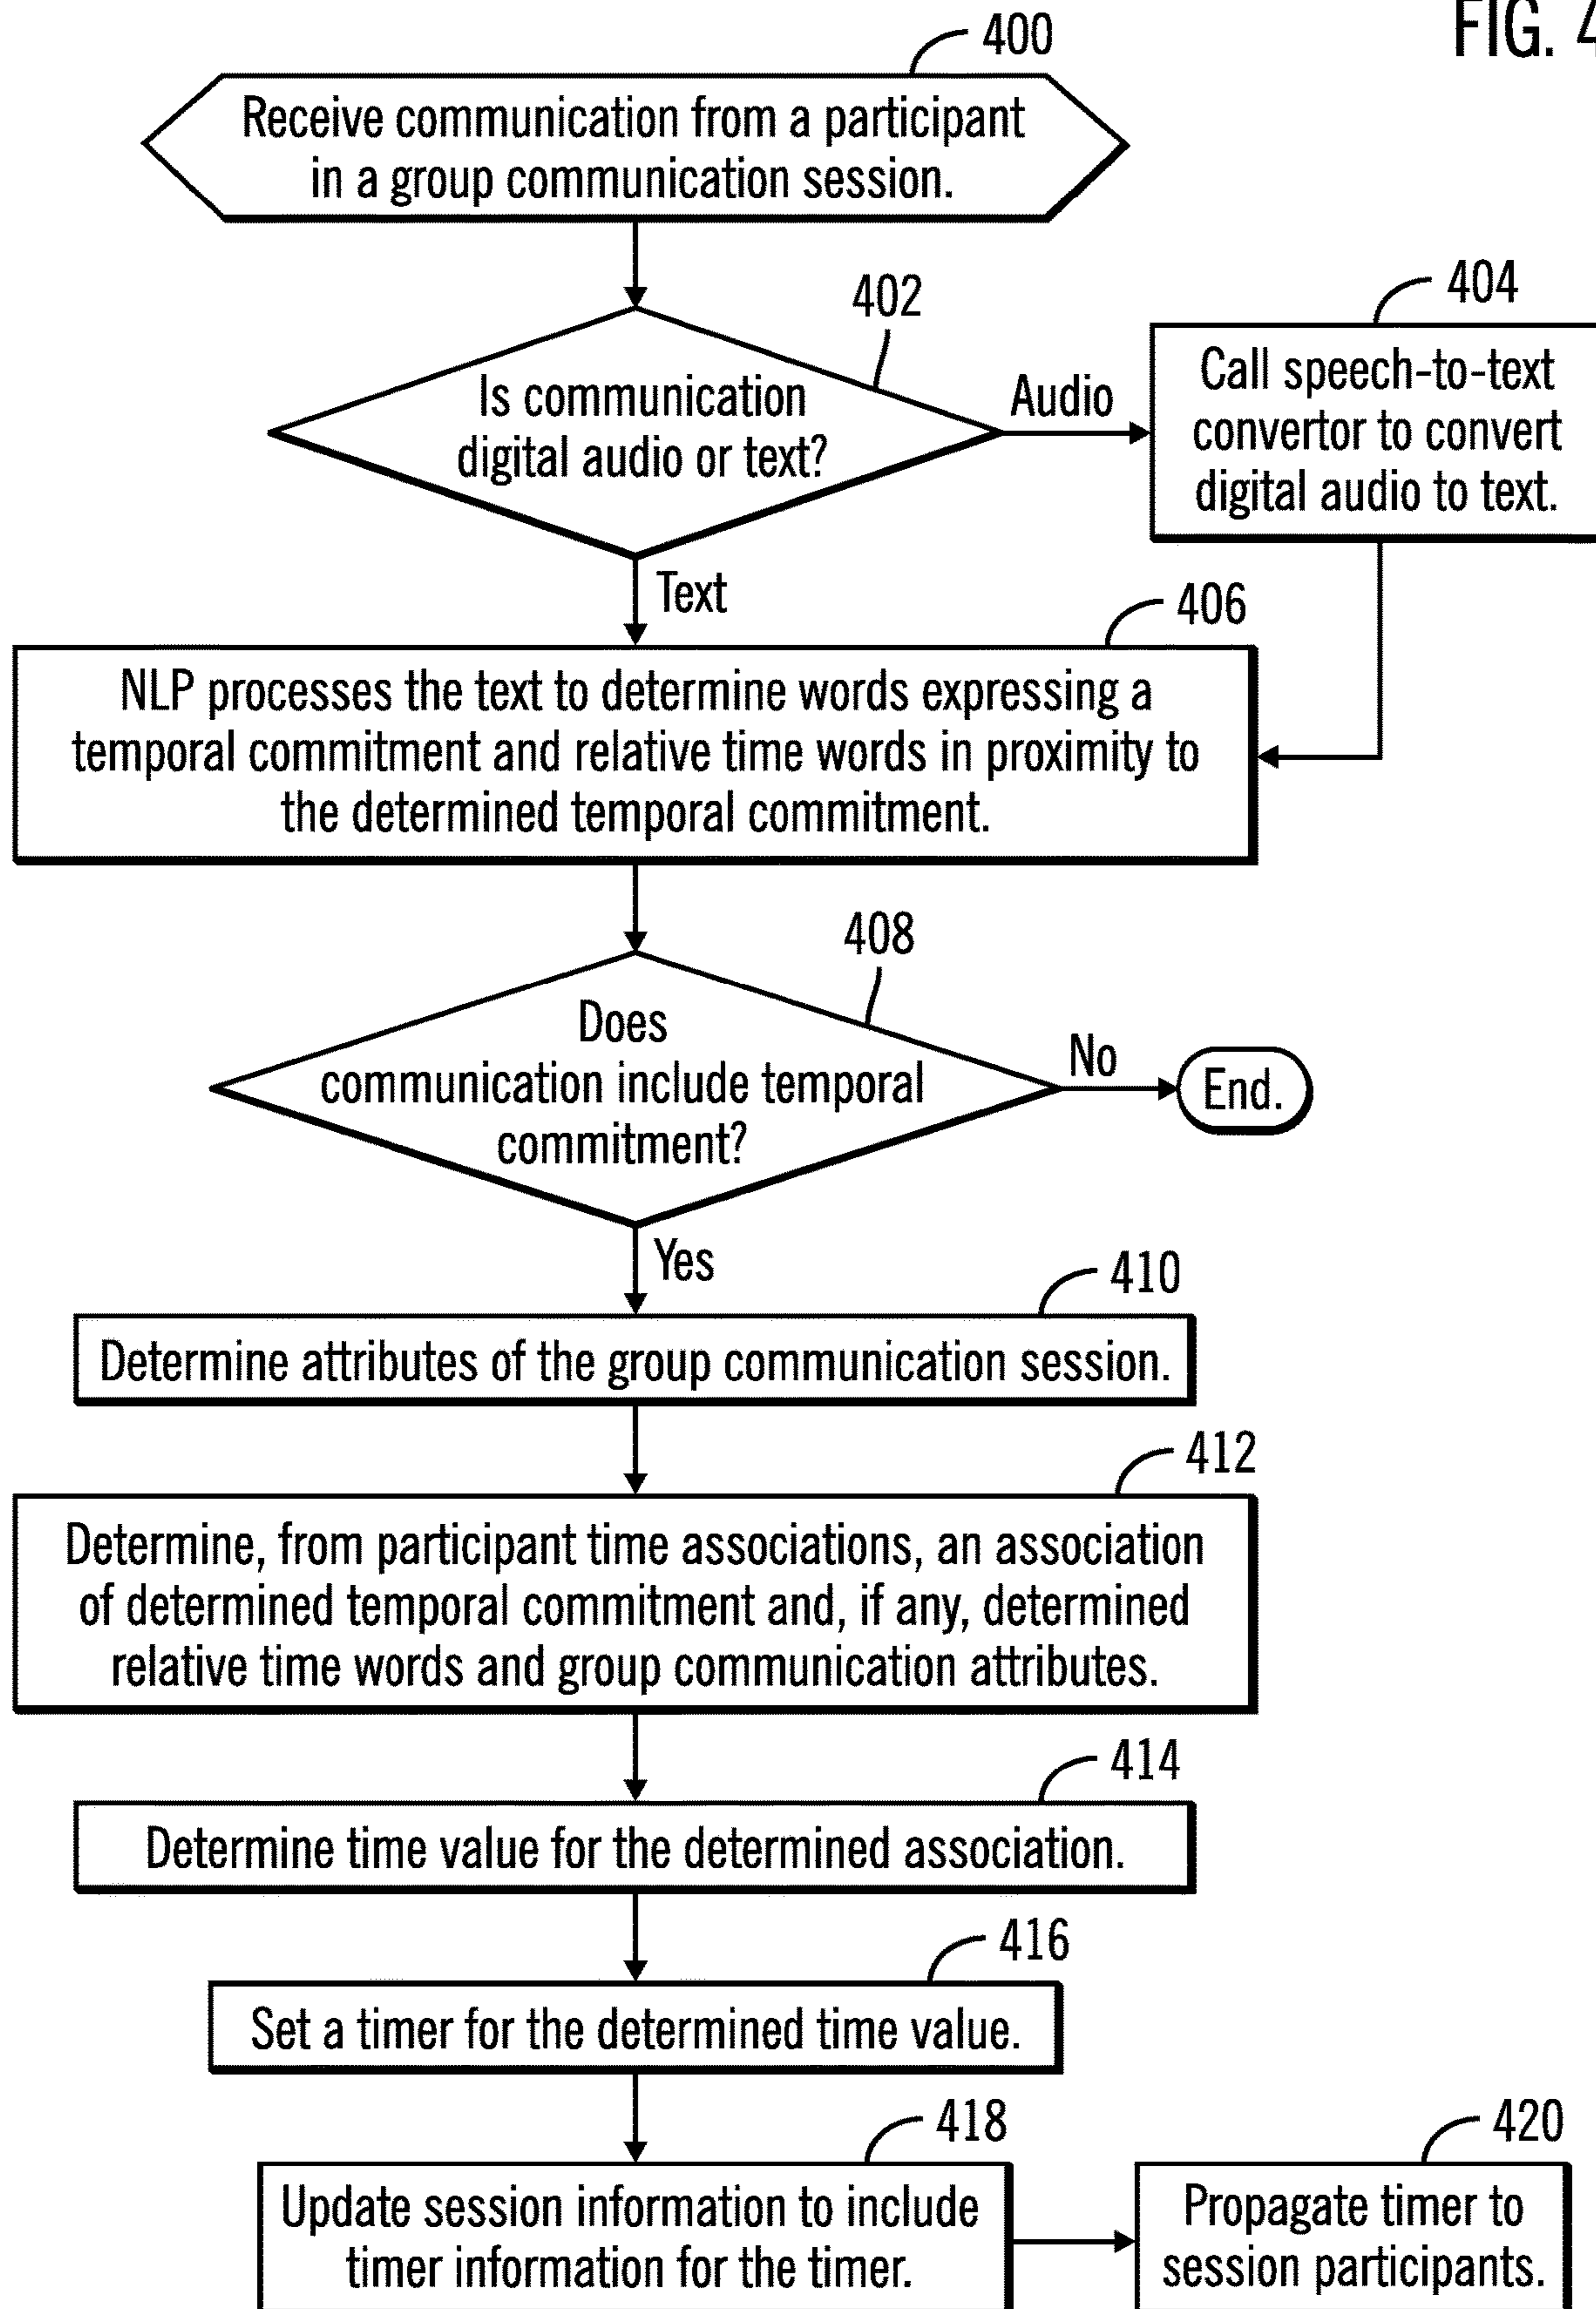 FIG. 4
400
Receive communication from a participant
in a group communication session.
402
Is communication
digital audio or text?
Audio
404
Call speech-to-text
convertor to convert
digital audio to text.
Text
406
NLP processes the text to determine words expressing a
temporal commitment and relative time words in proximity to
the determined temporal commitment.
408
Does
communication include temporal
commitment?
No
End.
Yes
410
Determine attributes of the group communication session.
412
Determine, from participant time associations, an association
of determined temporal commitment and, if any, determined
relative time words and group communication attributes.
414
Determine time value for the determined association.
416
Set a timer for the determined time value.
418
Update session information to include
timer information for the timer.
420
Propagate timer to
session participants.